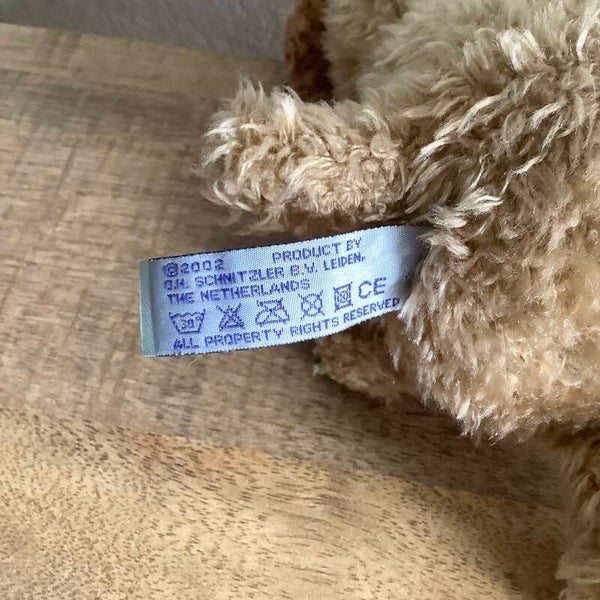 ©2002 PRODUCT BY
O.H. SCHNITZLER B.V. LEIDEN.
THE NETHERLANDS
30 CE
ALL PROPERTY RIGHTS RESERVED